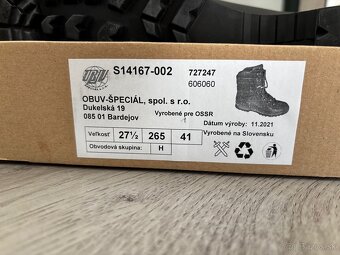 OBUV
S14167-002
727247
606060
OBUV-ŠPECIÁL, spol. s r.o.
Dukelská 19
085 01 Bardejov
Vyrobené pre OSSR
Dátum výroby: 11.2021
Vyrobené na Slovensku
Veľkosť 27½ 265 41
Obvodová skupina: H